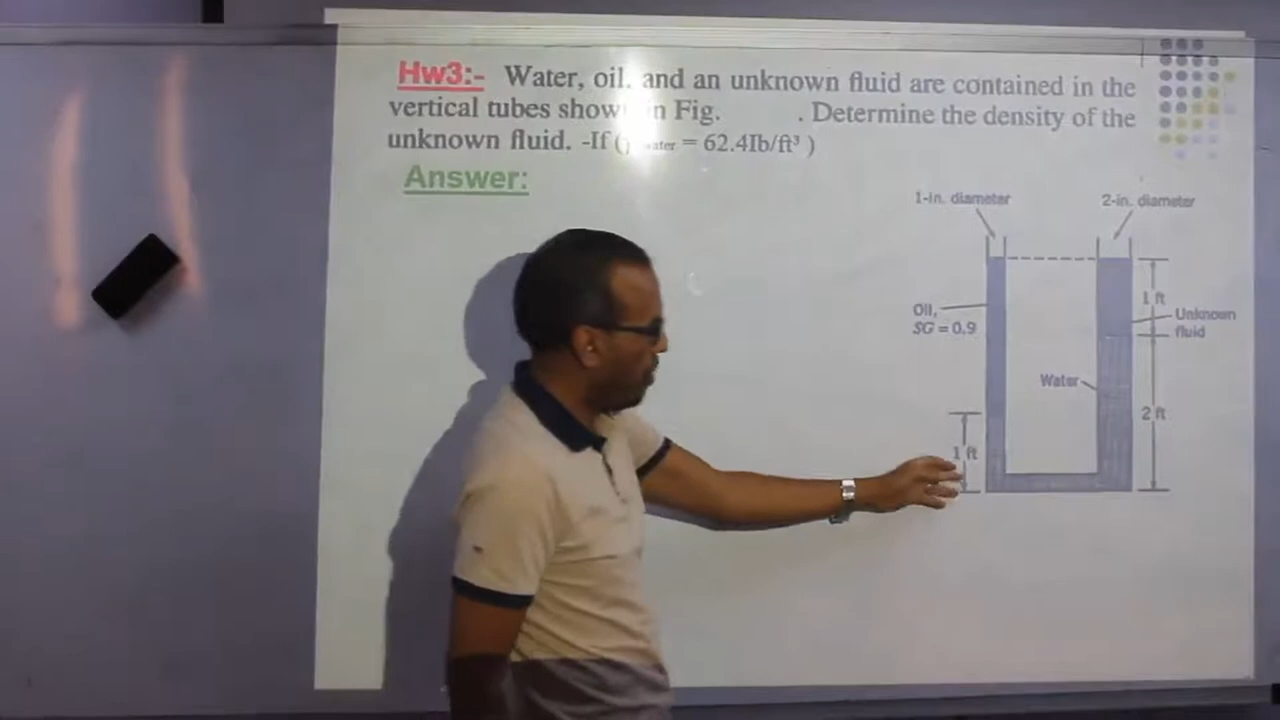 Hw3:- Water, oil, and an unknown fluid are contained in the
vertical tubes show in Fig. . Determine the density of the
unknown fluid. -If ( water = 62.4Ib/ft³ )
Answer:
1-in. diameter
2-in. diameter
1 ft
Oil,
SG = 0.9
Unknown
fluid
Water
2 ft
1 ft